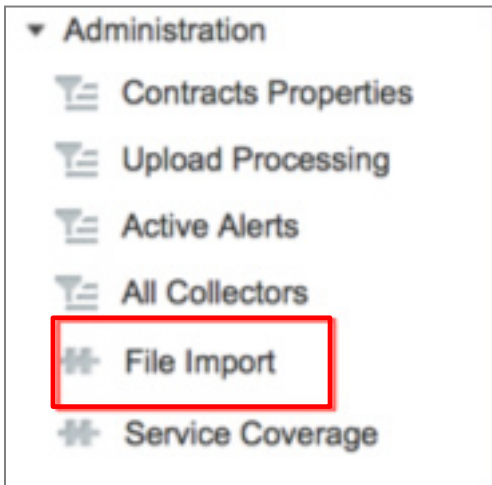 Administration
Contracts Properties
Upload Processing
Active Alerts
All Collectors
File Import
Service Coverage